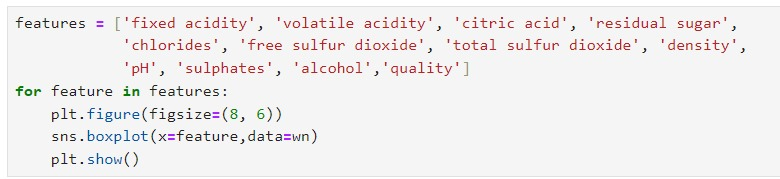 features = ['fixed acidity', 'volatile acidity', 'citric acid', 'residual sugar',
            'chlorides', 'free sulfur dioxide', 'total sulfur dioxide', 'density',
            'pH', 'sulphates', 'alcohol','quality']
for feature in features:
    plt.figure(figsize=(8, 6))
    sns.boxplot(x=feature,data=wn)
    plt.show()